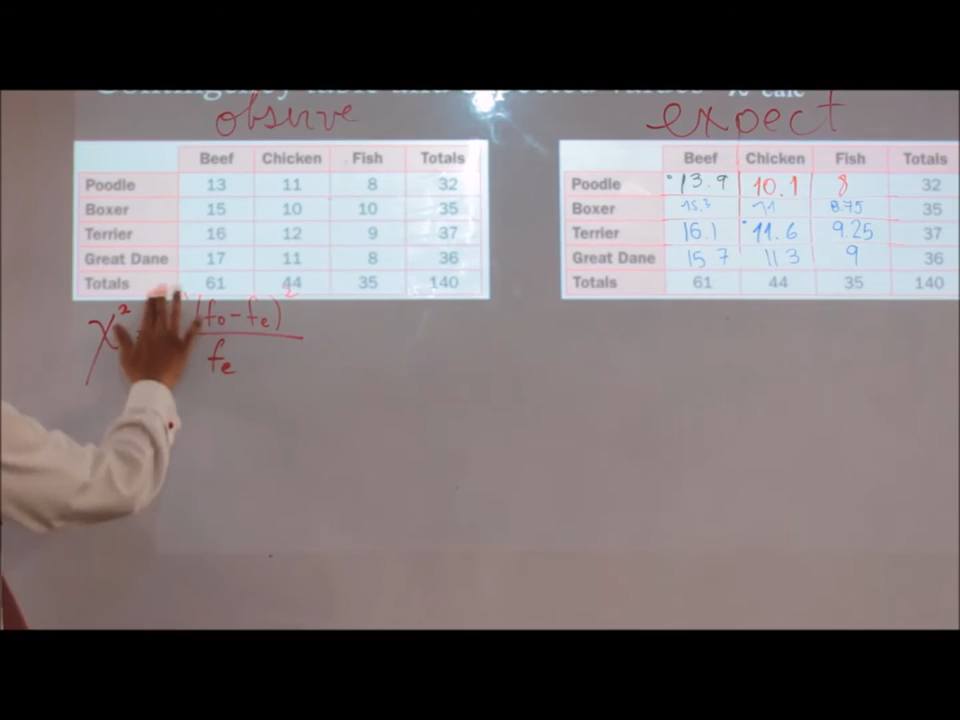 observe expect
Beef Chicken Fish Totals
Poodle 13 11 8 32
Boxer 15 10 10 35
Terrier 16 12 9 37
Great Dane 17 11 8 36
Totals 61 44 35 140
Beef Chicken Fish Totals
Poodle 13.9 10.1 8 32
Boxer 15.3 11 8.75 35
Terrier 16.1 11.6 9.25 37
Great Dane 15 7 11.3 9 36
Totals 61 44 35 140
χ² (fo-fe)²
fe